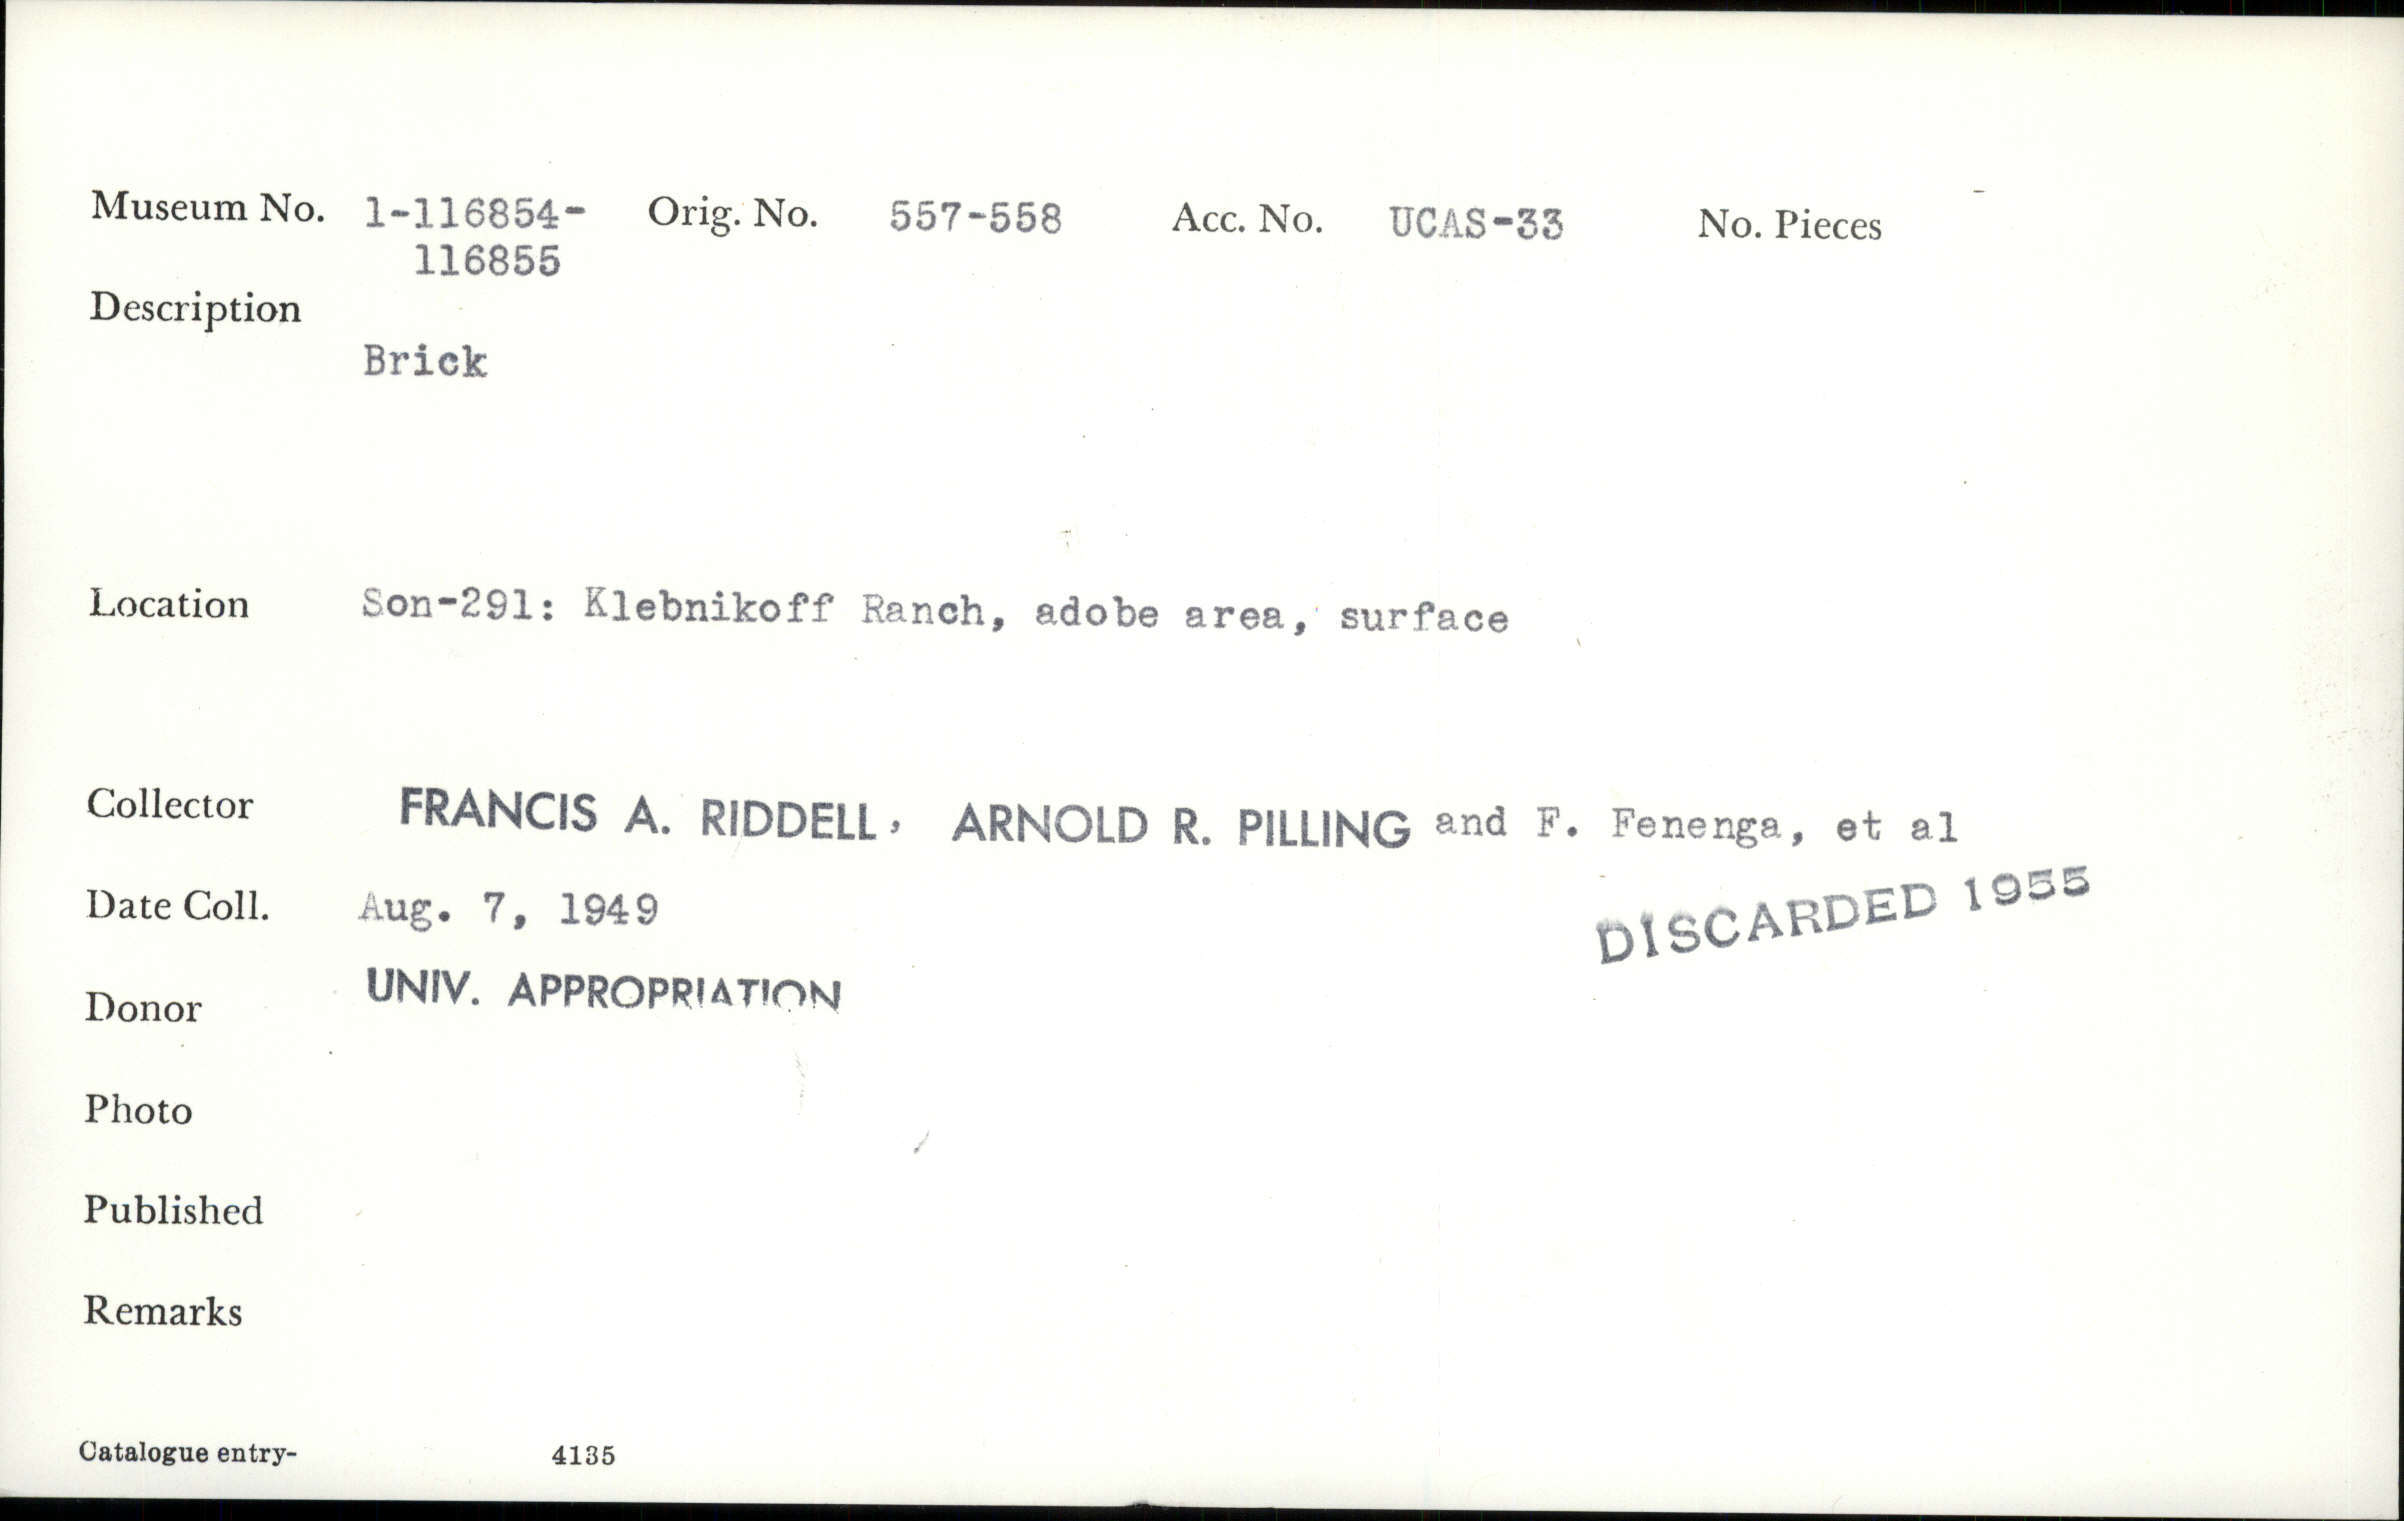 Museum No. 1-116854- Orig. No. 557-558 Acc. No. UCAS-33 No. Pieces
116855
Description
Brick
Location Son-291: Klebnikoff Ranch, adobe area, surface
Collector FRANCIS A. RIDDELL, ARNOLD R. PILLING and F. Fenenga, et al
Date Coll. Aug. 7, 1949
DISCARDED 1955
Donor UNIV. APPROPRIATION
Photo
Published
Remarks
Catalogue entry- 4135